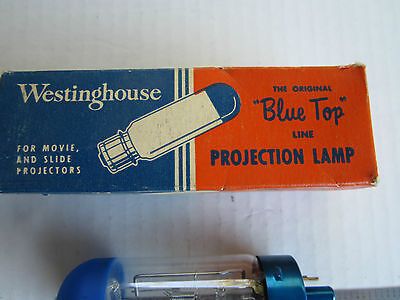 Westinghouse
FOR MOVIE,
AND SLIDE
PROJECTORS
THE ORIGINAL
"Blue Top"
LINE
PROJECTION LAMP